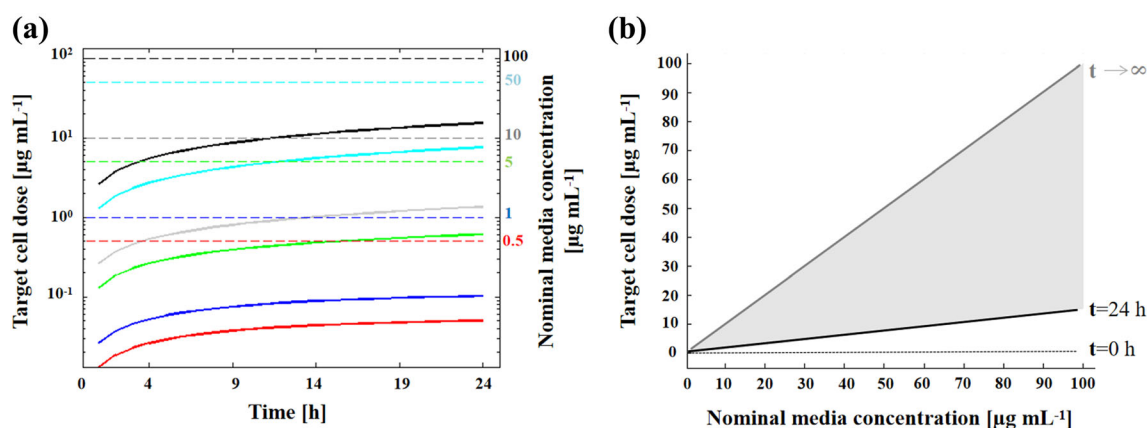 (a)
Target cell dose [µg mL⁻¹]
10²
10¹
10⁰
10⁻¹
0 4 9 14 19 24
Time [h]
100
50
10
5
1
0.5
Nominal media concentration
[µg mL⁻¹]
(b)
Target cell dose [µg mL⁻¹]
100
90
80
70
60
50
40
30
20
10
0
0 10 20 30 40 50 60 70 80 90 100
Nominal media concentration [µg mL⁻¹]
t → ∞
t=24 h
t=0 h